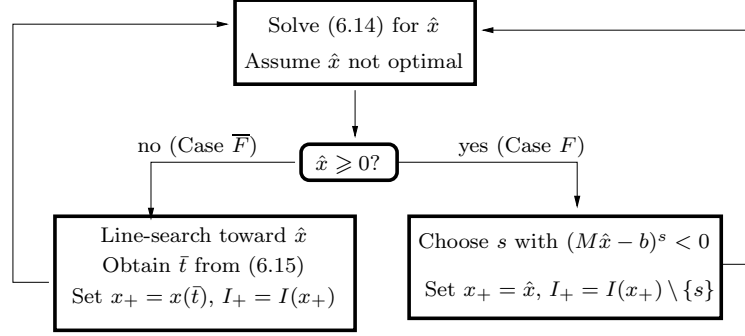 Solve (6.14) for x̂
Assume x̂ not optimal
no (Case F̅)
x̂ ⩾ 0?
yes (Case F)
Line-search toward x̂
Obtain t̄ from (6.15)
Set x₊ = x(t̄), I₊ = I(x₊)
Choose s with (Mx̂ − b)ˢ < 0
Set x₊ = x̂, I₊ = I(x₊) \ {s}